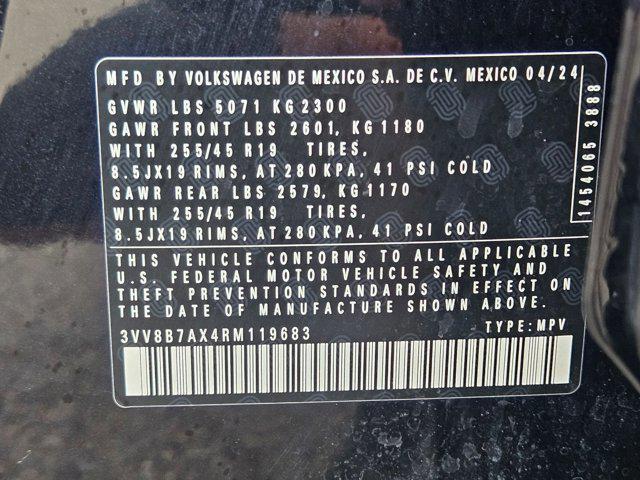 MFD BY VOLKSWAGEN DE MEXICO S.A. DE C.V. MEXICO 04/24
GVWR LBS 5071 KG 2300
GAWR FRONT LBS 2601, KG 1180
WITH 255/45 R19 TIRES,
8.5JX19 RIMS, AT 280 KPA, 41 PSI COLD
GAWR REAR LBS 2579, KG 1170
WITH 255/45 R19 TIRES,
8.5JX19 RIMS, AT 280 KPA, 41 PSI COLD
1454065 3888
THIS VEHICLE CONFORMS TO ALL APPLICABLE
U.S. FEDERAL MOTOR VEHICLE SAFETY AND
THEFT PREVENTION STANDARDS IN EFFECT ON
THE DATE OF MANUFACTURE SHOWN ABOVE.
3VV8B7AX4RM119683 TYPE: MPV